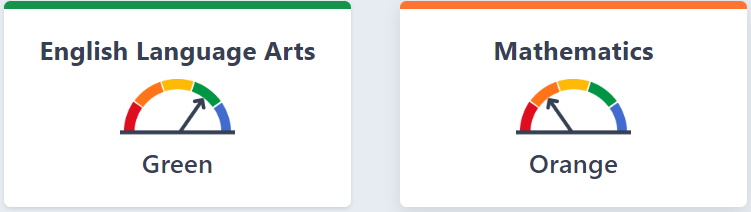 English Language Arts
Green
Mathematics
Orange